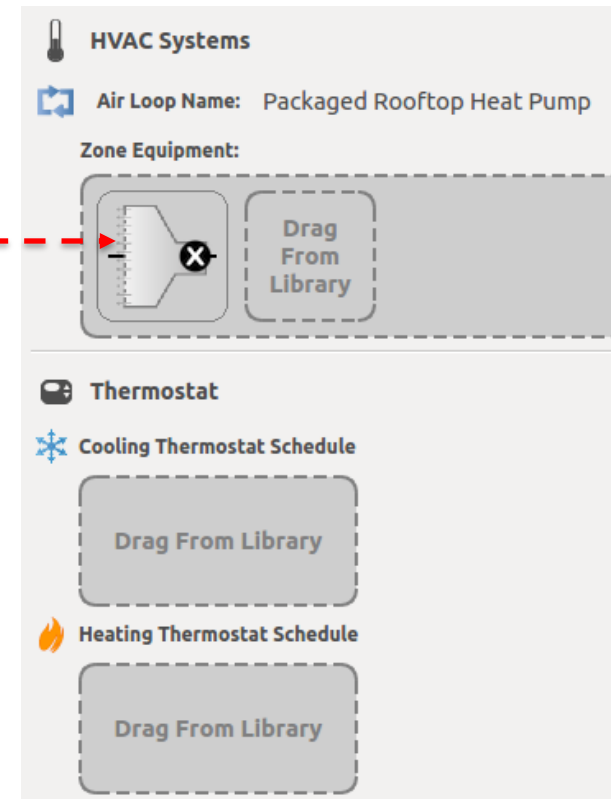 HVAC Systems
Air Loop Name: Packaged Rooftop Heat Pump
Zone Equipment:
Drag
From
Library
Thermostat
Cooling Thermostat Schedule
Drag From Library
Heating Thermostat Schedule
Drag From Library